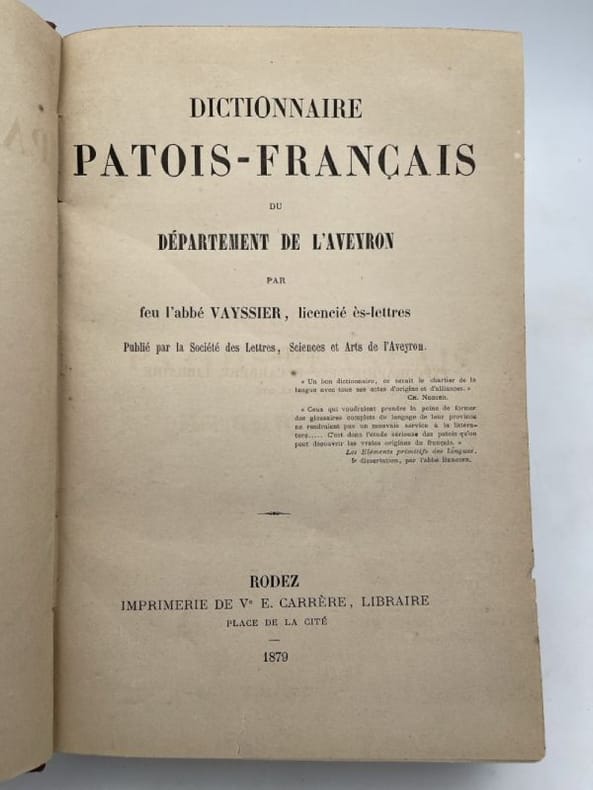 DICTIONNAIRE
PATOIS-FRANÇAIS
DU
DÉPARTEMENT DE L'AVEYRON
PAR
feu l'abbé VAYSSIER, licencié ès-lettres
Publié par la Société des Lettres, Sciences et Arts de l'Aveyron.
« Un bon dictionnaire, ce serait le chartier de la
langue avec tous ses actes d'origine et d'alliances. »
CH. NODIER.
« Ceux qui voudraient prendre la peine de former
des glossaires complets du langage de leur province
ne rendraient pas un mauvais service à la littéra-
ture..... C'est dans l'étude sérieuse des patois qu'on
peut découvrir les vraies origines du français. »
Les Eléments primitifs des Langues,
5e dissertation, par l'abbé BERGIER.
RODEZ
IMPRIMERIE DE Ve E. CARRÈRE, LIBRAIRE
PLACE DE LA CITÉ
1879